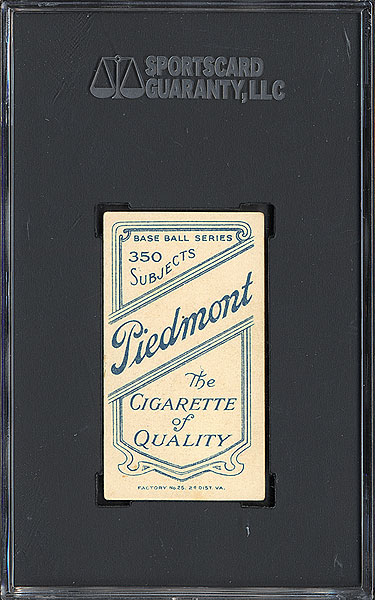 SPORTSCARD
GUARANTY, LLC
BASE BALL SERIES
350
SUBJECTS
Piedmont
The
CIGARETTE
of
QUALITY
FACTORY No. 25, 2d DIST. VA.